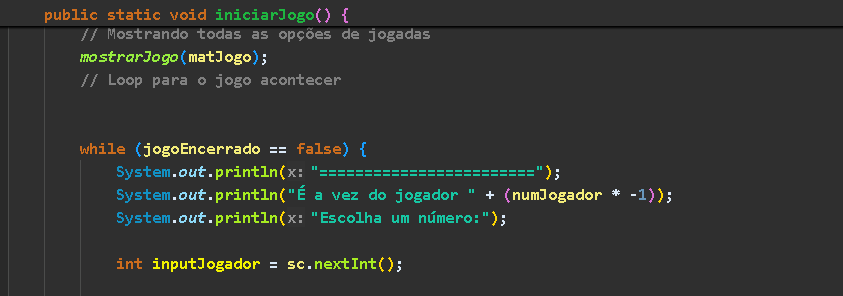 public static void iniciarJogo() {
// Mostrando todas as opções de jogadas
mostrarJogo(matJogo);
// Loop para o jogo acontecer
while (jogoEncerrado == false) {
System.out.println(x: "========================");
System.out.println("É a vez do jogador " + (numJogador * -1));
System.out.println(x: "Escolha um número:");
int inputJogador = sc.nextInt();